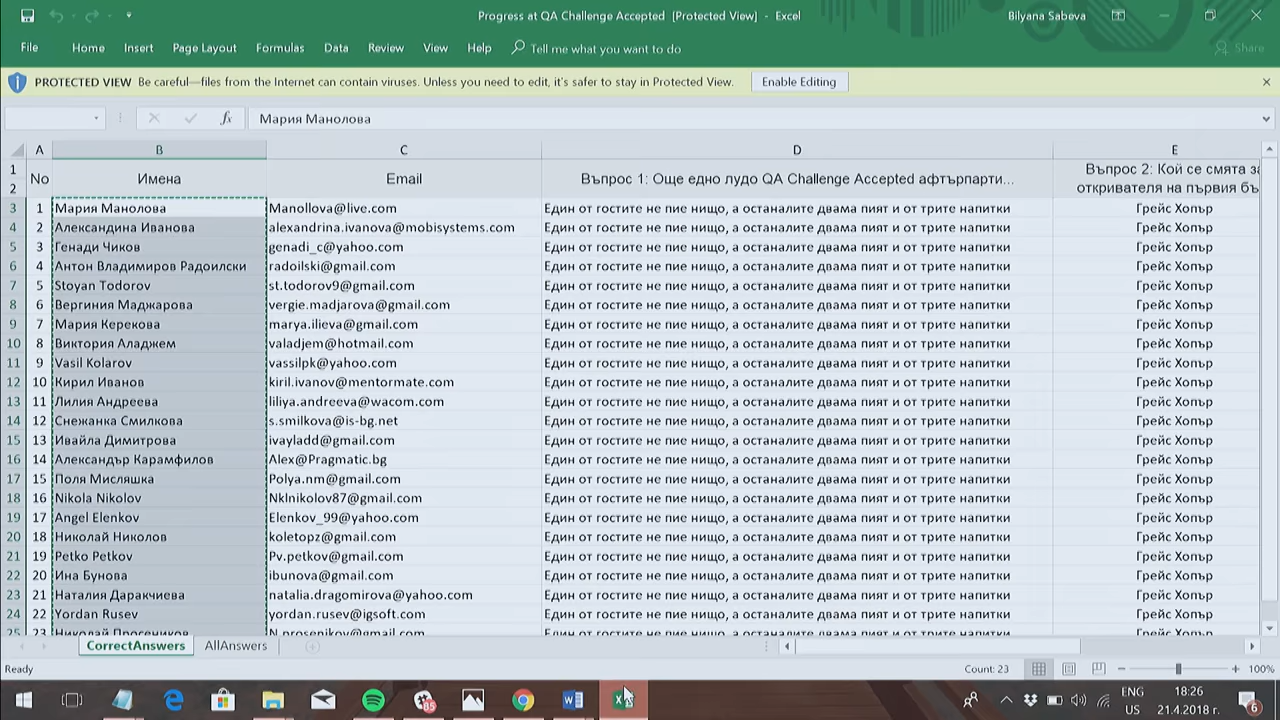 Progress at QA Challenge Accepted [Protected View] - Excel
Bilyana Sabeva
File Home Insert Page Layout Formulas Data Review View Help Tell me what you want to do Share
PROTECTED VIEW Be careful—files from the Internet can contain viruses. Unless you need to edit, it's safer to stay in Protected View. Enable Editing
fx Мария Манолова
A B C D E
1 2 No Имена Email Въпрос 1: Още едно лудо QA Challenge Accepted афтърпарти... Въпрос 2: Кой се смята за
откривателя на първия бъ
3 1 Мария Манолова Manollova@live.com Един от гостите не пие нищо, а останалите двама пият и от трите напитки Грейс Хопър
4 2 Александина Иванова alexandrina.ivanova@mobisystems.com Един от гостите не пие нищо, а останалите двама пият и от трите напитки Грейс Хопър
5 3 Генади Чиков genadi_c@yahoo.com Един от гостите не пие нищо, а останалите двама пият и от трите напитки Грейс Хопър
6 4 Антон Владимиров Радоилски radoilski@gmail.com Един от гостите не пие нищо, а останалите двама пият и от трите напитки Грейс Хопър
7 5 Stoyan Todorov st.todorov9@gmail.com Един от гостите не пие нищо, а останалите двама пият и от трите напитки Грейс Хопър
8 6 Вергиния Маджарова vergie.madjarova@gmail.com Един от гостите не пие нищо, а останалите двама пият и от трите напитки Грейс Хопър
9 7 Мария Керекова marya.ilieva@gmail.com Един от гостите не пие нищо, а останалите двама пият и от трите напитки Грейс Хопър
10 8 Виктория Аладжем valadjem@hotmail.com Един от гостите не пие нищо, а останалите двама пият и от трите напитки Грейс Хопър
11 9 Vasil Kolarov vassilpk@yahoo.com Един от гостите не пие нищо, а останалите двама пият и от трите напитки Грейс Хопър
12 10 Кирил Иванов kiril.ivanov@mentormate.com Един от гостите не пие нищо, а останалите двама пият и от трите напитки Грейс Хопър
13 11 Лилия Андреева liliya.andreeva@wacom.com Един от гостите не пие нищо, а останалите двама пият и от трите напитки Грейс Хопър
14 12 Снежанка Смилкова s.smilkova@is-bg.net Един от гостите не пие нищо, а останалите двама пият и от трите напитки Грейс Хопър
15 13 Ивайла Димитрова ivayladd@gmail.com Един от гостите не пие нищо, а останалите двама пият и от трите напитки Грейс Хопър
16 14 Александър Карамфилов Alex@Pragmatic.bg Един от гостите не пие нищо, а останалите двама пият и от трите напитки Грейс Хопър
17 15 Поля Мисляшка Polya.nm@gmail.com Един от гостите не пие нищо, а останалите двама пият и от трите напитки Грейс Хопър
18 16 Nikola Nikolov Nklnikolov87@gmail.com Един от гостите не пие нищо, а останалите двама пият и от трите напитки Грейс Хопър
19 17 Angel Elenkov Elenkov_99@yahoo.com Един от гостите не пие нищо, а останалите двама пият и от трите напитки Грейс Хопър
20 18 Николай Николов koletopz@gmail.com Един от гостите не пие нищо, а останалите двама пият и от трите напитки Грейс Хопър
21 19 Petko Petkov Pv.petkov@gmail.com Един от гостите не пие нищо, а останалите двама пият и от трите напитки Грейс Хопър
22 20 Ина Бунова ibunova@gmail.com Един от гостите не пие нищо, а останалите двама пият и от трите напитки Грейс Хопър
23 21 Наталия Даракчиева natalia.dragomirova@yahoo.com Един от гостите не пие нищо, а останалите двама пият и от трите напитки Грейс Хопър
24 22 Yordan Rusev yordan.rusev@igsoft.com Един от гостите не пие нищо, а останалите двама пият и от трите напитки Грейс Хопър
25 23 Николай Просеников N.prosenikov@gmail.com Един от гостите не пие нищо, а останалите двама пият и от трите напитки Грейс Хопър
CorrectAnswers AllAnswers
Ready Count: 23 100%
ENG 18:26
US 21.4.2018 г. 6